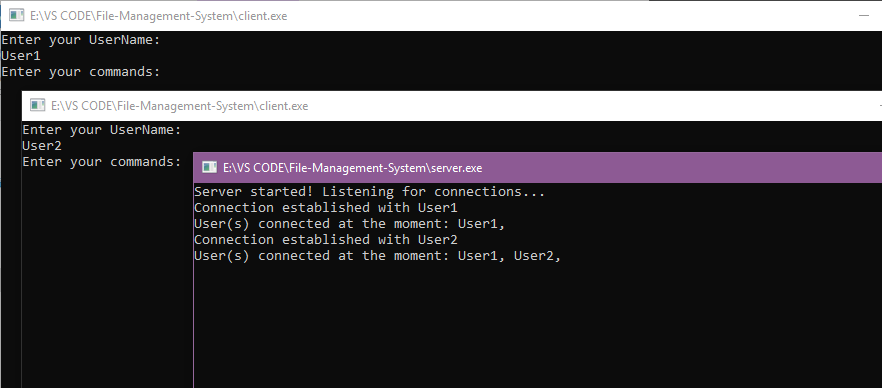 E:\VS CODE\File-Management-System\client.exe
Enter your UserName:
User1
Enter your commands:
E:\VS CODE\File-Management-System\client.exe
Enter your UserName:
User2
Enter your commands:
E:\VS CODE\File-Management-System\server.exe
Server started! Listening for connections...
Connection established with User1
User(s) connected at the moment: User1,
Connection established with User2
User(s) connected at the moment: User1, User2,